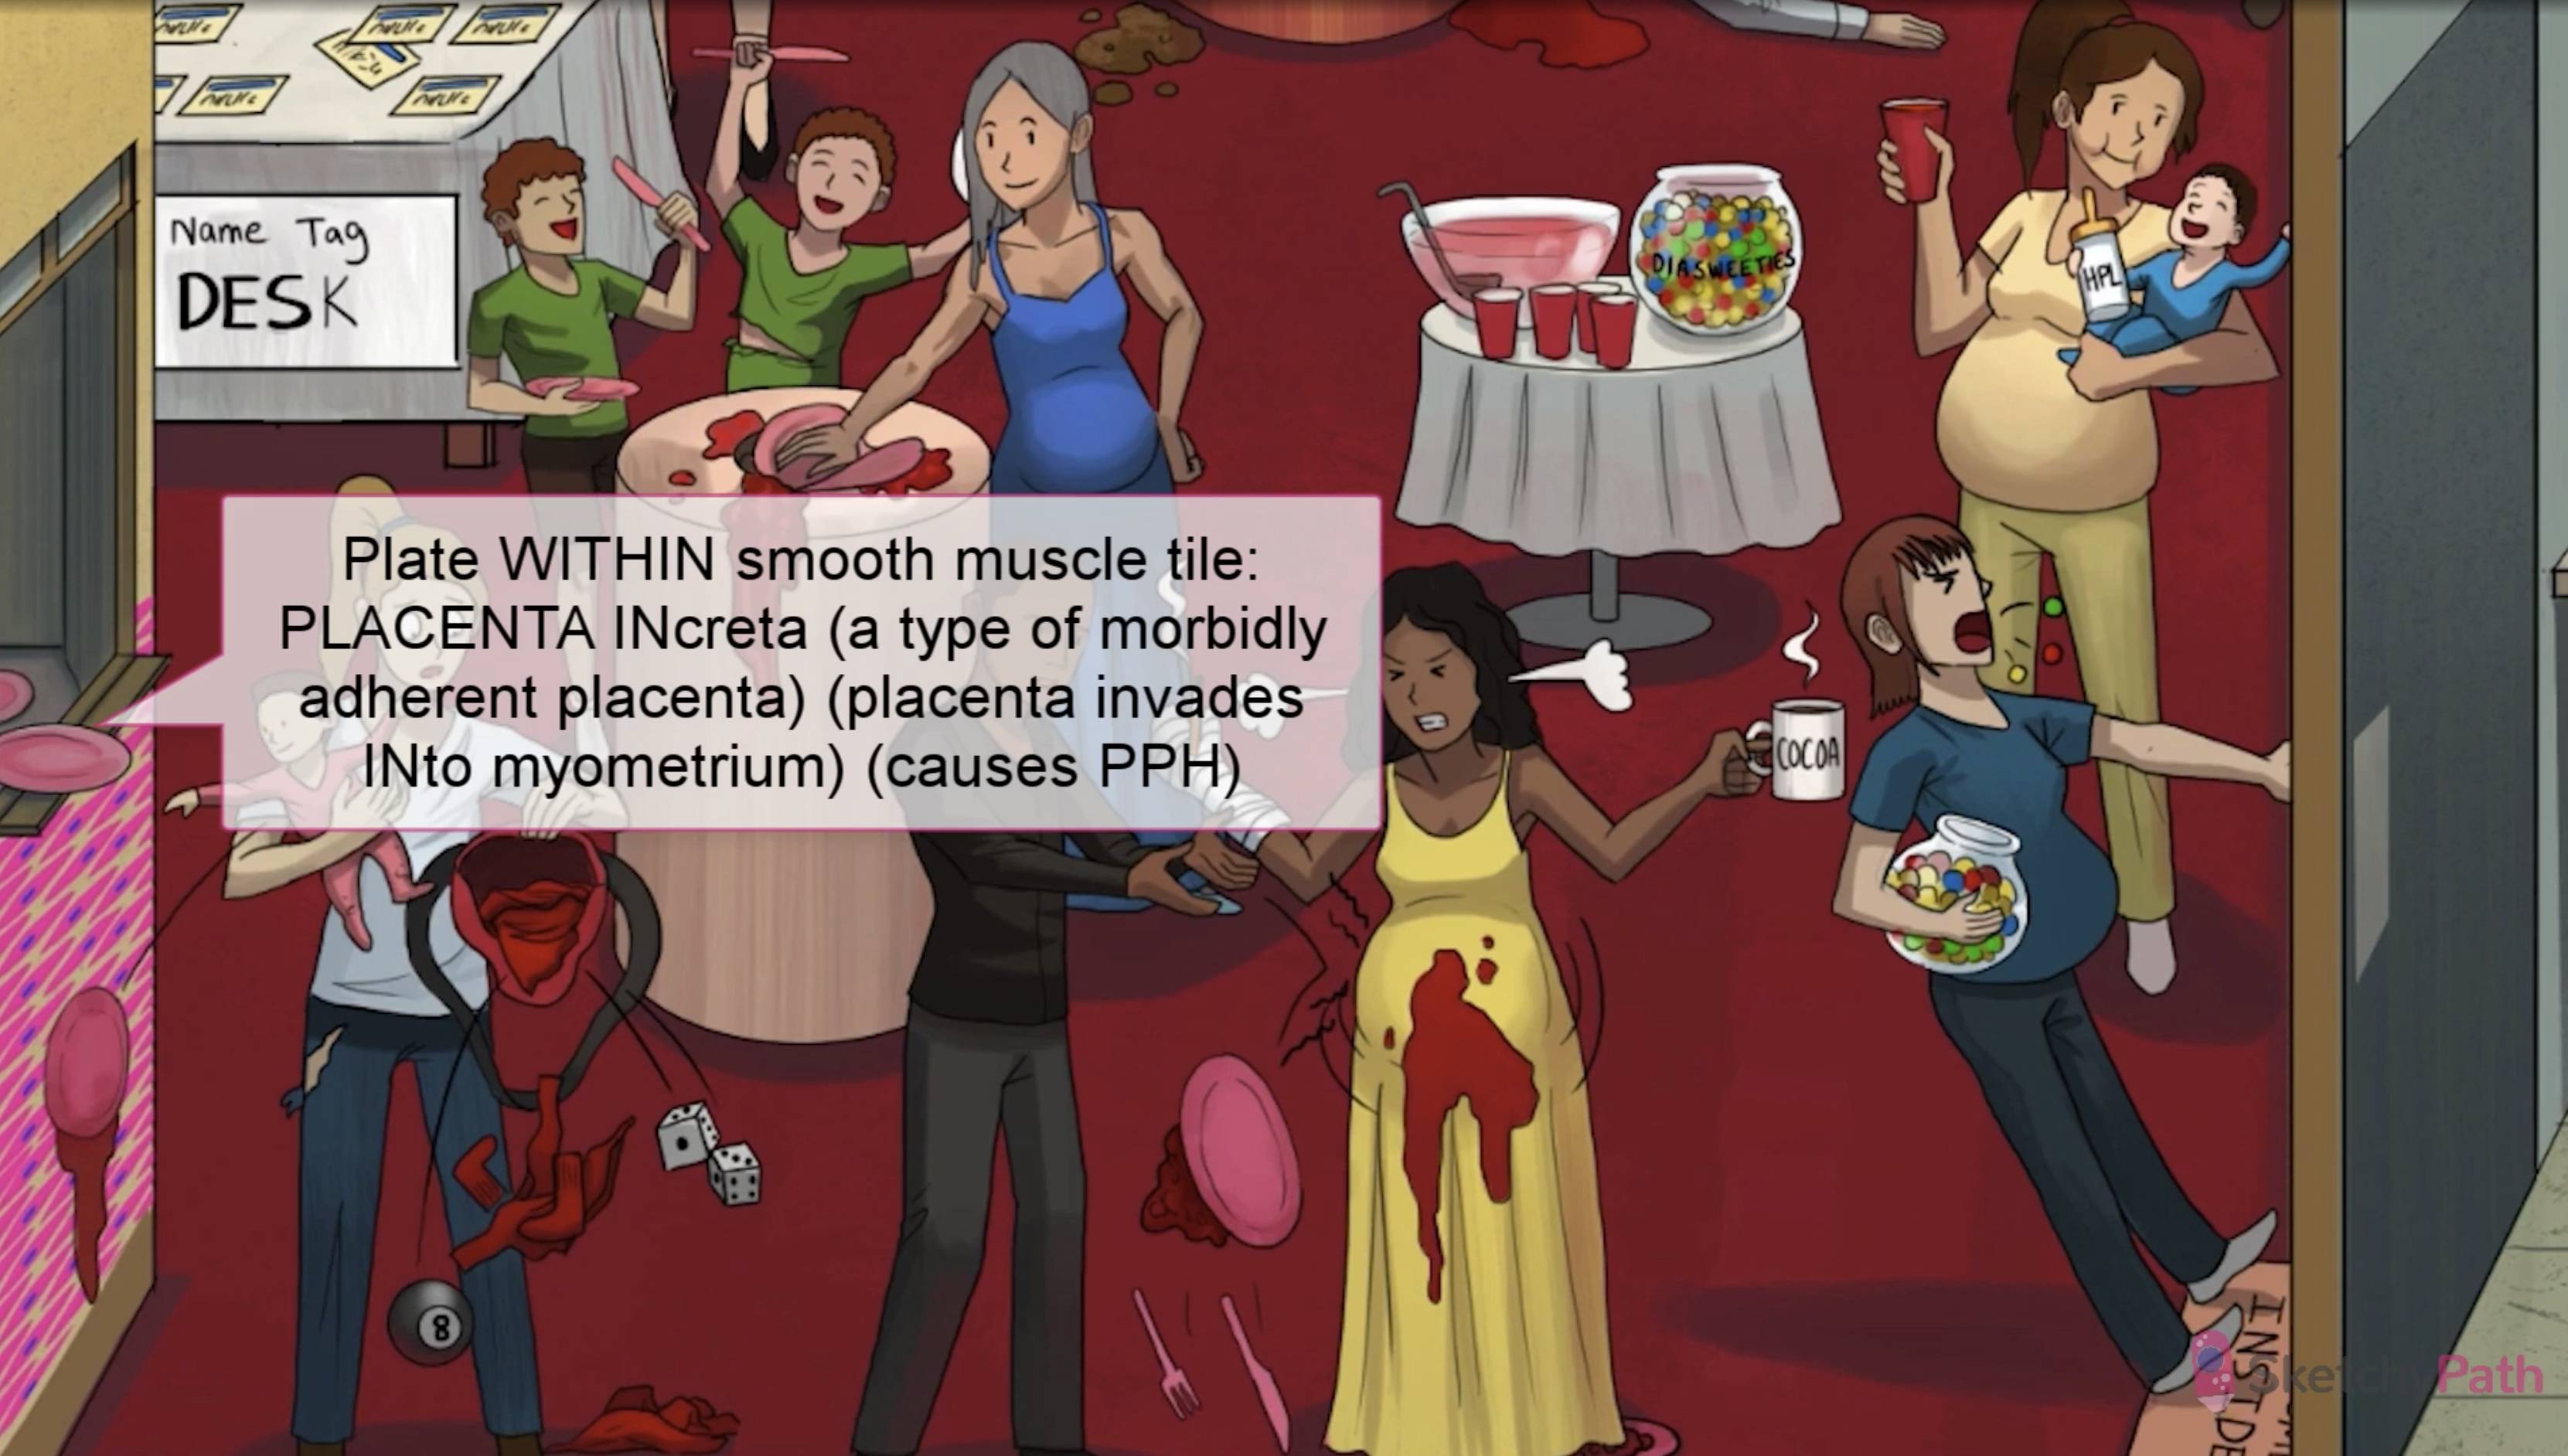 Name Tag
DESK
DIASWEETIES
HPL
Plate WITHIN smooth muscle tile:
PLACENTA INcreta (a type of morbidly
adherent placenta) (placenta invades
INto myometrium) (causes PPH)
COCOA
8
SketchyPath